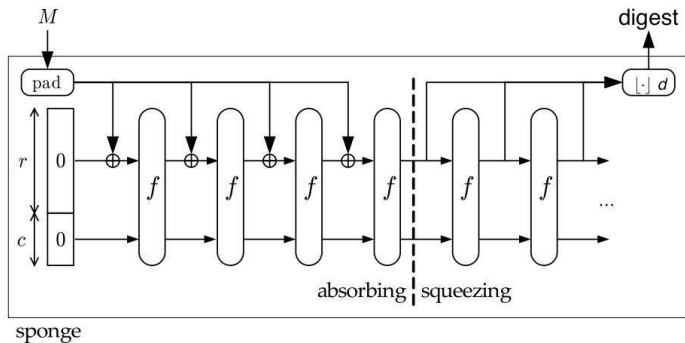 M digest
pad ⌊·⌋ d
r 0 f f f f f f
c 0 ...
absorbing squeezing
sponge